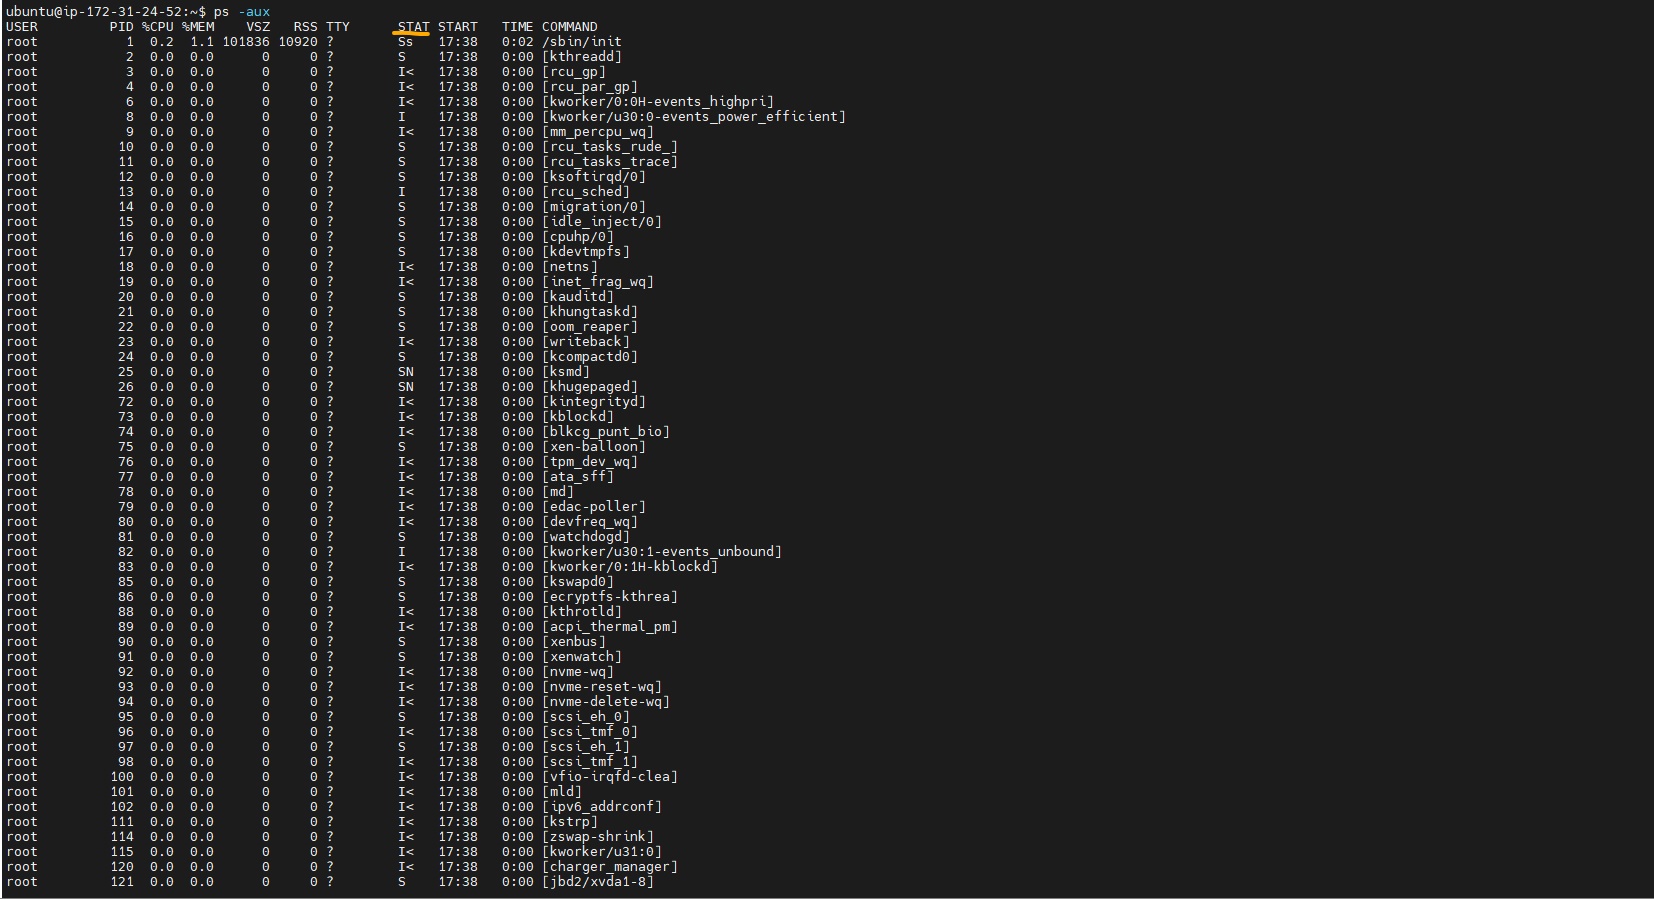 ubuntu@ip-172-31-24-52:~$ ps -aux
USER         PID %CPU %MEM    VSZ   RSS TTY      STAT START   TIME COMMAND
root           1  0.2  1.1 101836 10920 ?        Ss   17:38   0:02 /sbin/init
root           2  0.0  0.0      0     0 ?        S    17:38   0:00 [kthreadd]
root           3  0.0  0.0      0     0 ?        I<   17:38   0:00 [rcu_gp]
root           4  0.0  0.0      0     0 ?        I<   17:38   0:00 [rcu_par_gp]
root           6  0.0  0.0      0     0 ?        I<   17:38   0:00 [kworker/0:0H-events_highpri]
root           8  0.0  0.0      0     0 ?        I    17:38   0:00 [kworker/u30:0-events_power_efficient]
root           9  0.0  0.0      0     0 ?        I<   17:38   0:00 [mm_percpu_wq]
root          10  0.0  0.0      0     0 ?        S    17:38   0:00 [rcu_tasks_rude_]
root          11  0.0  0.0      0     0 ?        S    17:38   0:00 [rcu_tasks_trace]
root          12  0.0  0.0      0     0 ?        S    17:38   0:00 [ksoftirqd/0]
root          13  0.0  0.0      0     0 ?        I    17:38   0:00 [rcu_sched]
root          14  0.0  0.0      0     0 ?        S    17:38   0:00 [migration/0]
root          15  0.0  0.0      0     0 ?        S    17:38   0:00 [idle_inject/0]
root          16  0.0  0.0      0     0 ?        S    17:38   0:00 [cpuhp/0]
root          17  0.0  0.0      0     0 ?        S    17:38   0:00 [kdevtmpfs]
root          18  0.0  0.0      0     0 ?        I<   17:38   0:00 [netns]
root          19  0.0  0.0      0     0 ?        I<   17:38   0:00 [inet_frag_wq]
root          20  0.0  0.0      0     0 ?        S    17:38   0:00 [kauditd]
root          21  0.0  0.0      0     0 ?        S    17:38   0:00 [khungtaskd]
root          22  0.0  0.0      0     0 ?        S    17:38   0:00 [oom_reaper]
root          23  0.0  0.0      0     0 ?        I<   17:38   0:00 [writeback]
root          24  0.0  0.0      0     0 ?        S    17:38   0:00 [kcompactd0]
root          25  0.0  0.0      0     0 ?        SN   17:38   0:00 [ksmd]
root          26  0.0  0.0      0     0 ?        SN   17:38   0:00 [khugepaged]
root          72  0.0  0.0      0     0 ?        I<   17:38   0:00 [kintegrityd]
root          73  0.0  0.0      0     0 ?        I<   17:38   0:00 [kblockd]
root          74  0.0  0.0      0     0 ?        I<   17:38   0:00 [blkcg_punt_bio]
root          75  0.0  0.0      0     0 ?        S    17:38   0:00 [xen-balloon]
root          76  0.0  0.0      0     0 ?        I<   17:38   0:00 [tpm_dev_wq]
root          77  0.0  0.0      0     0 ?        I<   17:38   0:00 [ata_sff]
root          78  0.0  0.0      0     0 ?        I<   17:38   0:00 [md]
root          79  0.0  0.0      0     0 ?        I<   17:38   0:00 [edac-poller]
root          80  0.0  0.0      0     0 ?        I<   17:38   0:00 [devfreq_wq]
root          81  0.0  0.0      0     0 ?        S    17:38   0:00 [watchdogd]
root          82  0.0  0.0      0     0 ?        I    17:38   0:00 [kworker/u30:1-events_unbound]
root          83  0.0  0.0      0     0 ?        I<   17:38   0:00 [kworker/0:1H-kblockd]
root          85  0.0  0.0      0     0 ?        S    17:38   0:00 [kswapd0]
root          86  0.0  0.0      0     0 ?        S    17:38   0:00 [ecryptfs-kthrea]
root          88  0.0  0.0      0     0 ?        I<   17:38   0:00 [kthrotld]
root          89  0.0  0.0      0     0 ?        I<   17:38   0:00 [acpi_thermal_pm]
root          90  0.0  0.0      0     0 ?        S    17:38   0:00 [xenbus]
root          91  0.0  0.0      0     0 ?        S    17:38   0:00 [xenwatch]
root          92  0.0  0.0      0     0 ?        I<   17:38   0:00 [nvme-wq]
root          93  0.0  0.0      0     0 ?        I<   17:38   0:00 [nvme-reset-wq]
root          94  0.0  0.0      0     0 ?        I<   17:38   0:00 [nvme-delete-wq]
root          95  0.0  0.0      0     0 ?        S    17:38   0:00 [scsi_eh_0]
root          96  0.0  0.0      0     0 ?        I<   17:38   0:00 [scsi_tmf_0]
root          97  0.0  0.0      0     0 ?        S    17:38   0:00 [scsi_eh_1]
root          98  0.0  0.0      0     0 ?        I<   17:38   0:00 [scsi_tmf_1]
root         100  0.0  0.0      0     0 ?        I<   17:38   0:00 [vfio-irqfd-clea]
root         101  0.0  0.0      0     0 ?        I<   17:38   0:00 [mld]
root         102  0.0  0.0      0     0 ?        I<   17:38   0:00 [ipv6_addrconf]
root         111  0.0  0.0      0     0 ?        I<   17:38   0:00 [kstrp]
root         114  0.0  0.0      0     0 ?        I<   17:38   0:00 [zswap-shrink]
root         115  0.0  0.0      0     0 ?        I<   17:38   0:00 [kworker/u31:0]
root         120  0.0  0.0      0     0 ?        I<   17:38   0:00 [charger_manager]
root         121  0.0  0.0      0     0 ?        S    17:38   0:00 [jbd2/xvda1-8]